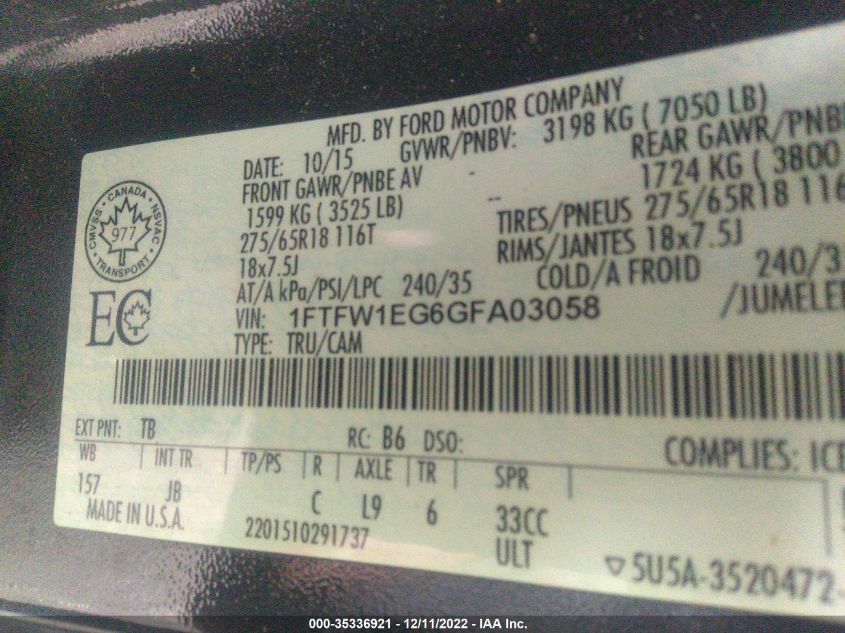 MFD. BY FORD MOTOR COMPANY
DATE: 10/15 GVWR/PNBV: 3198 KG ( 7050 LB)
FRONT GAWR/PNBE AV REAR GAWR/PNBE
1599 KG ( 3525 LB) 1724 KG ( 3800
275/65R18 116T TIRES/PNEUS 275/65R18 116
18x7.5J RIMS/JANTES 18x7.5J
AT/A kPa/PSI/LPC 240/35 COLD/A FROID 240/3
VIN: 1FTFW1EG6GFA03058 /JUMELE
TYPE: TRU/CAM
CMVSS · CANADA · NSVAC
977
TRANSPORT
EC
EXT PNT: TB RC: B6 DSO: COMPLIES: ICE
WB INT TR TP/PS R AXLE TR SPR
157 JB C L9 6 33CC
MADE IN U.S.A. 2201510291737 ULT
5U5A-3520472-
000-35336921 - 12/11/2022 - IAA Inc.